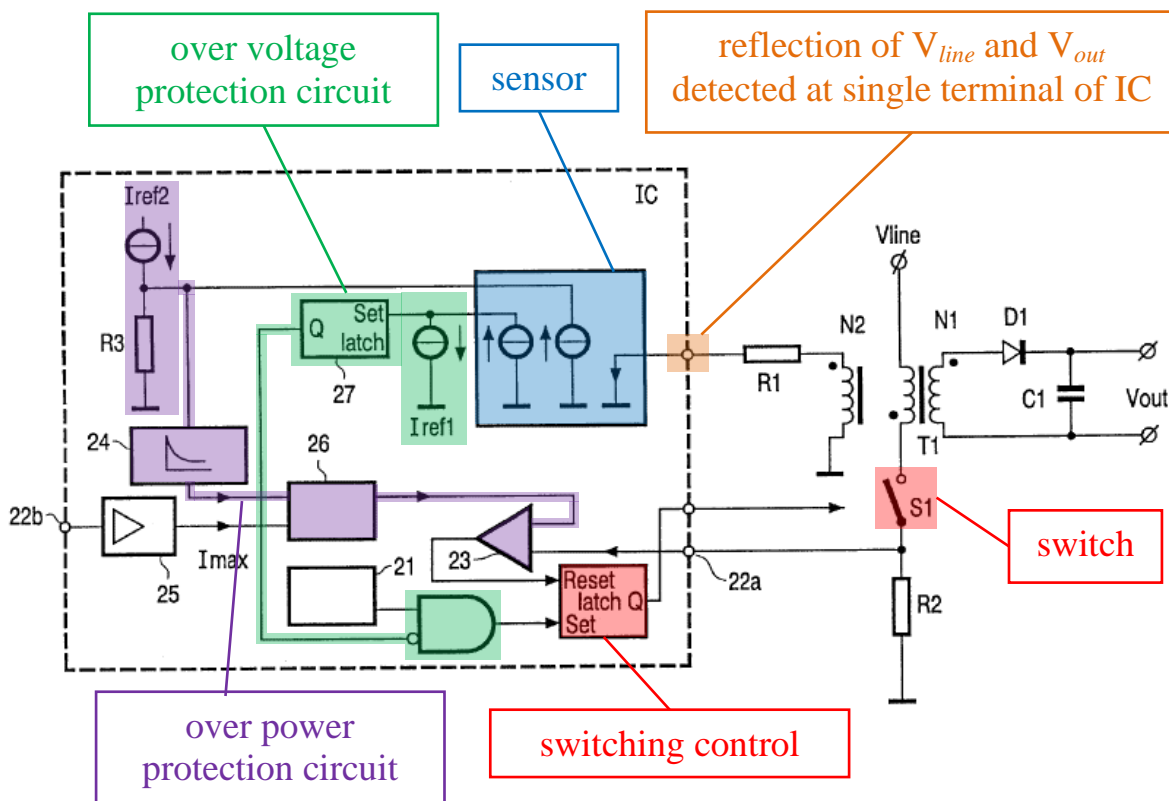 over voltage
protection circuit
sensor
reflection of Vline and Vout
detected at single terminal of IC
Iref2
IC
Vline
R3
Q
Set
latch
27
Iref1
N2
N1
D1
R1
C1
Vout
T1
24
26
S1
switch
22b
25
Imax
23
21
22a
Reset
latch Q
Set
R2
over power
protection circuit
switching control